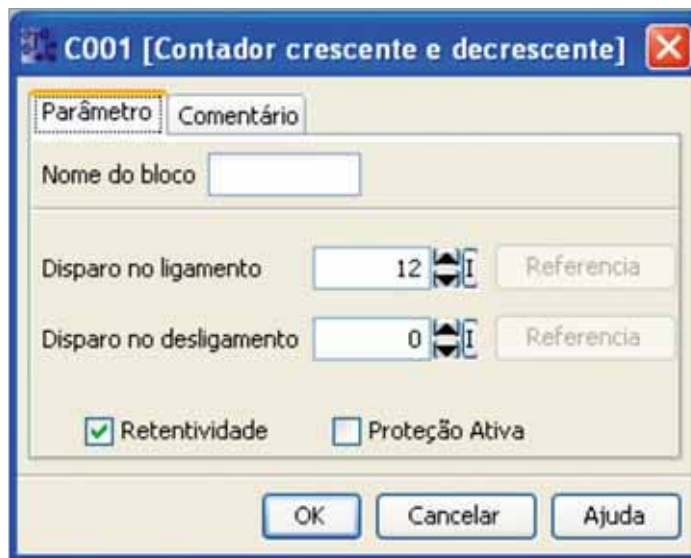 C001 [Contador crescente e decrescente]
Parâmetro Comentário
Nome do bloco
Disparo no ligamento 12 Referencia
Disparo no desligamento 0 Referencia
Retentividade Proteção Ativa
OK Cancelar Ajuda